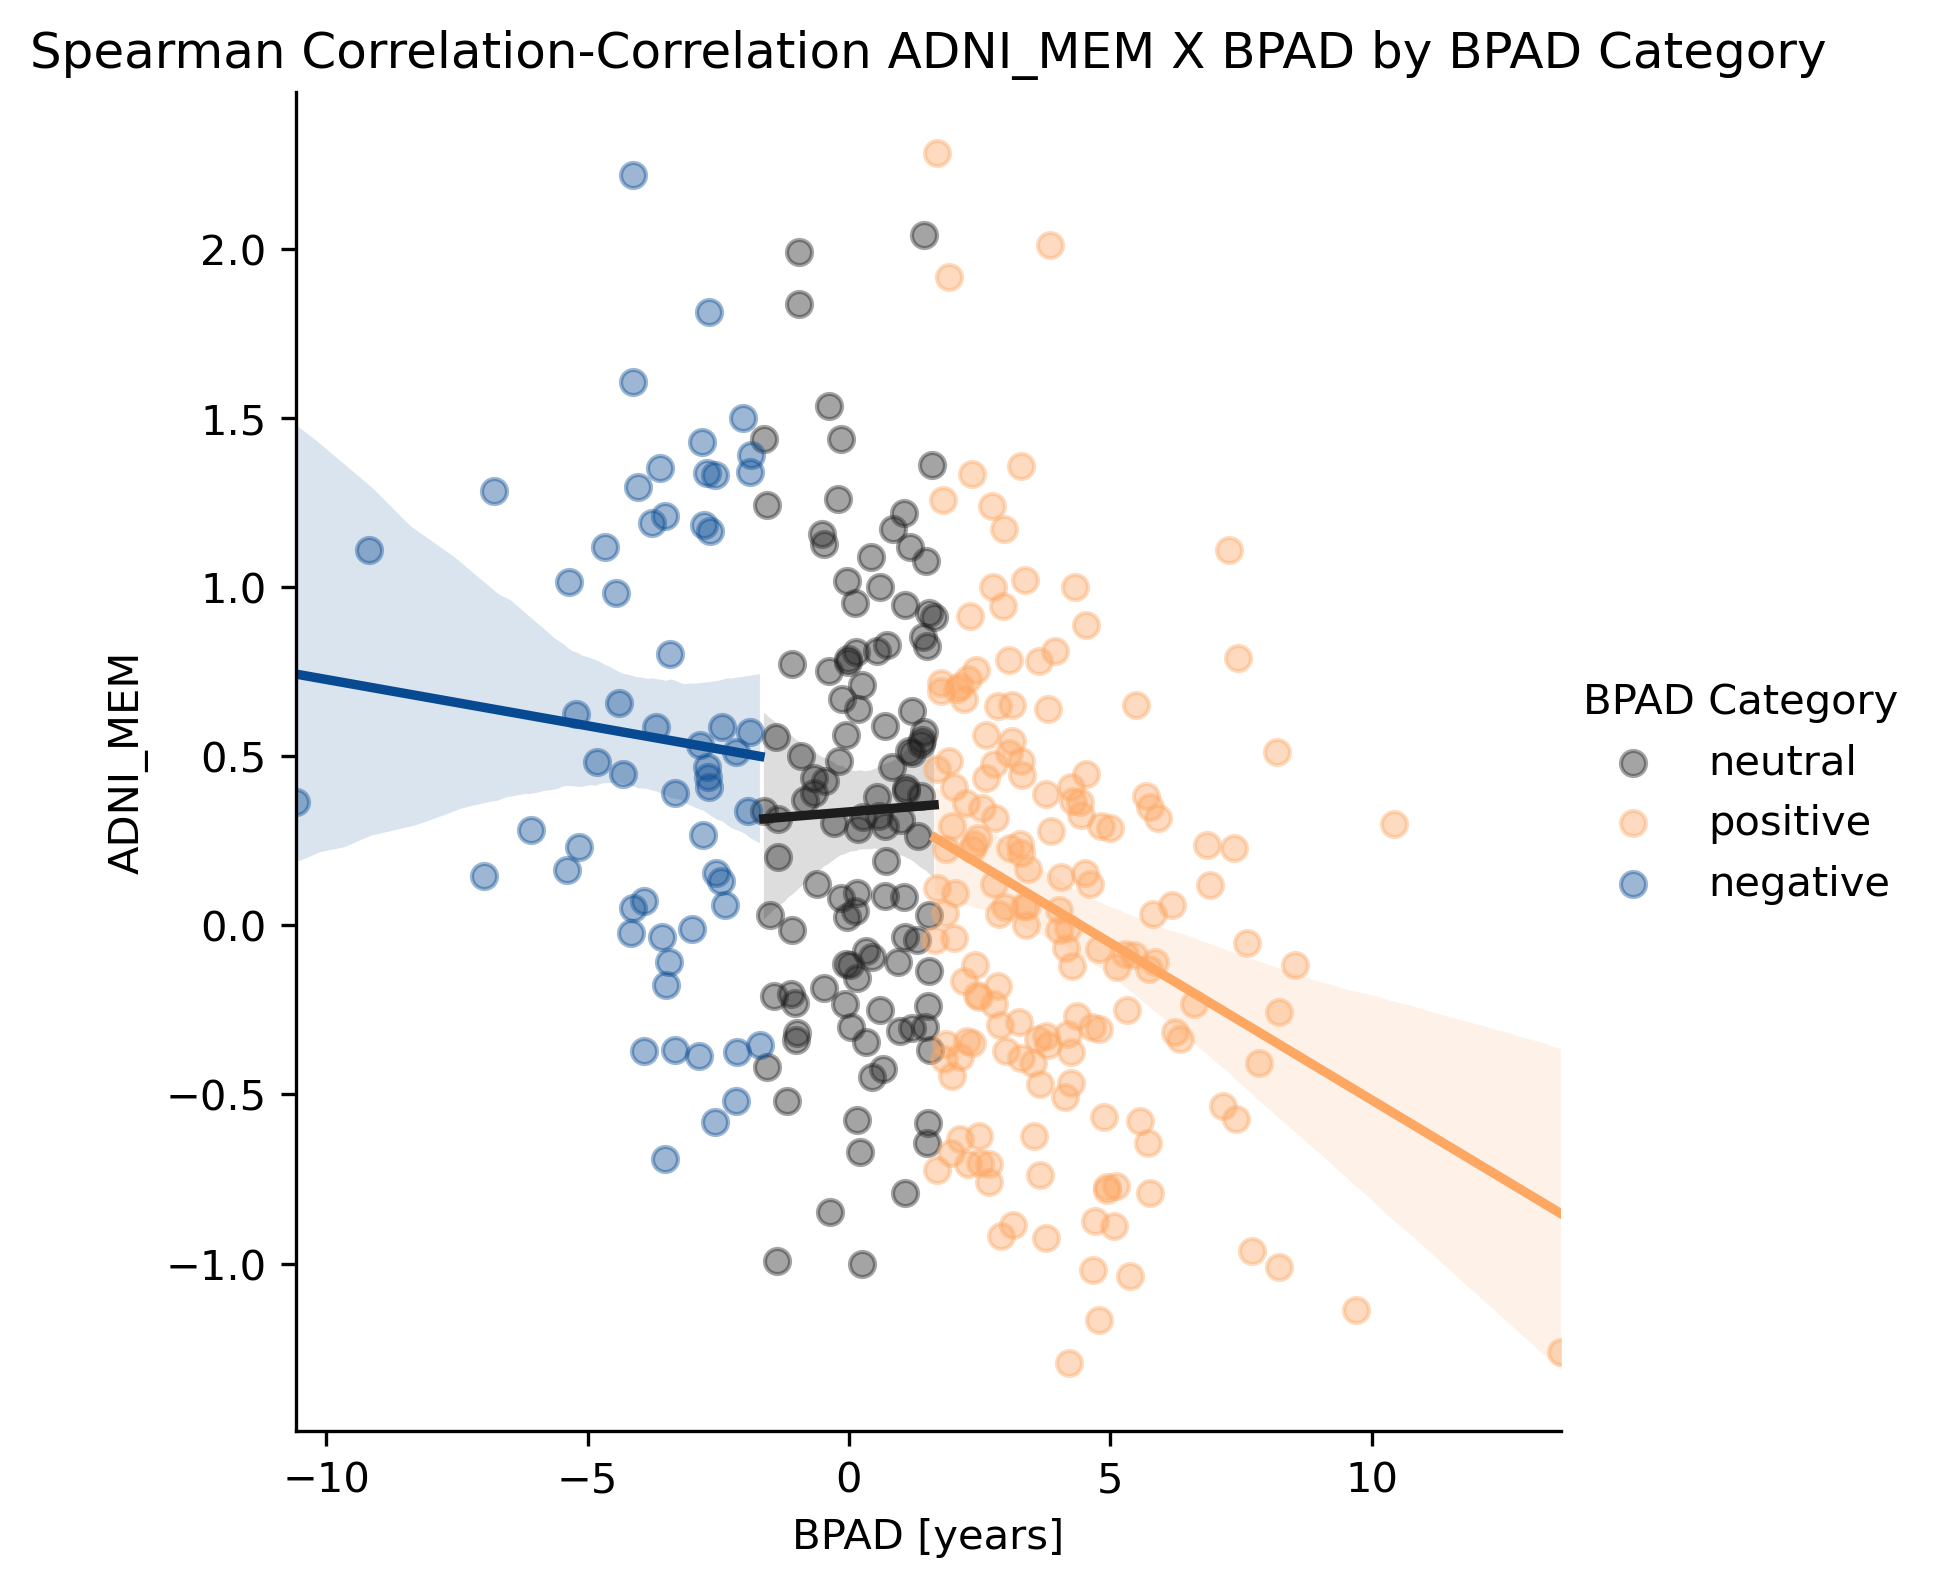 Spearman Correlation-Correlation ADNI_MEM X BPAD by BPAD Category
ADNI_MEM
2.0
1.5
1.0
0.5
0.0
−0.5
−1.0
−10
−5
0
5
10
BPAD [years]
BPAD Category
neutral
positive
negative